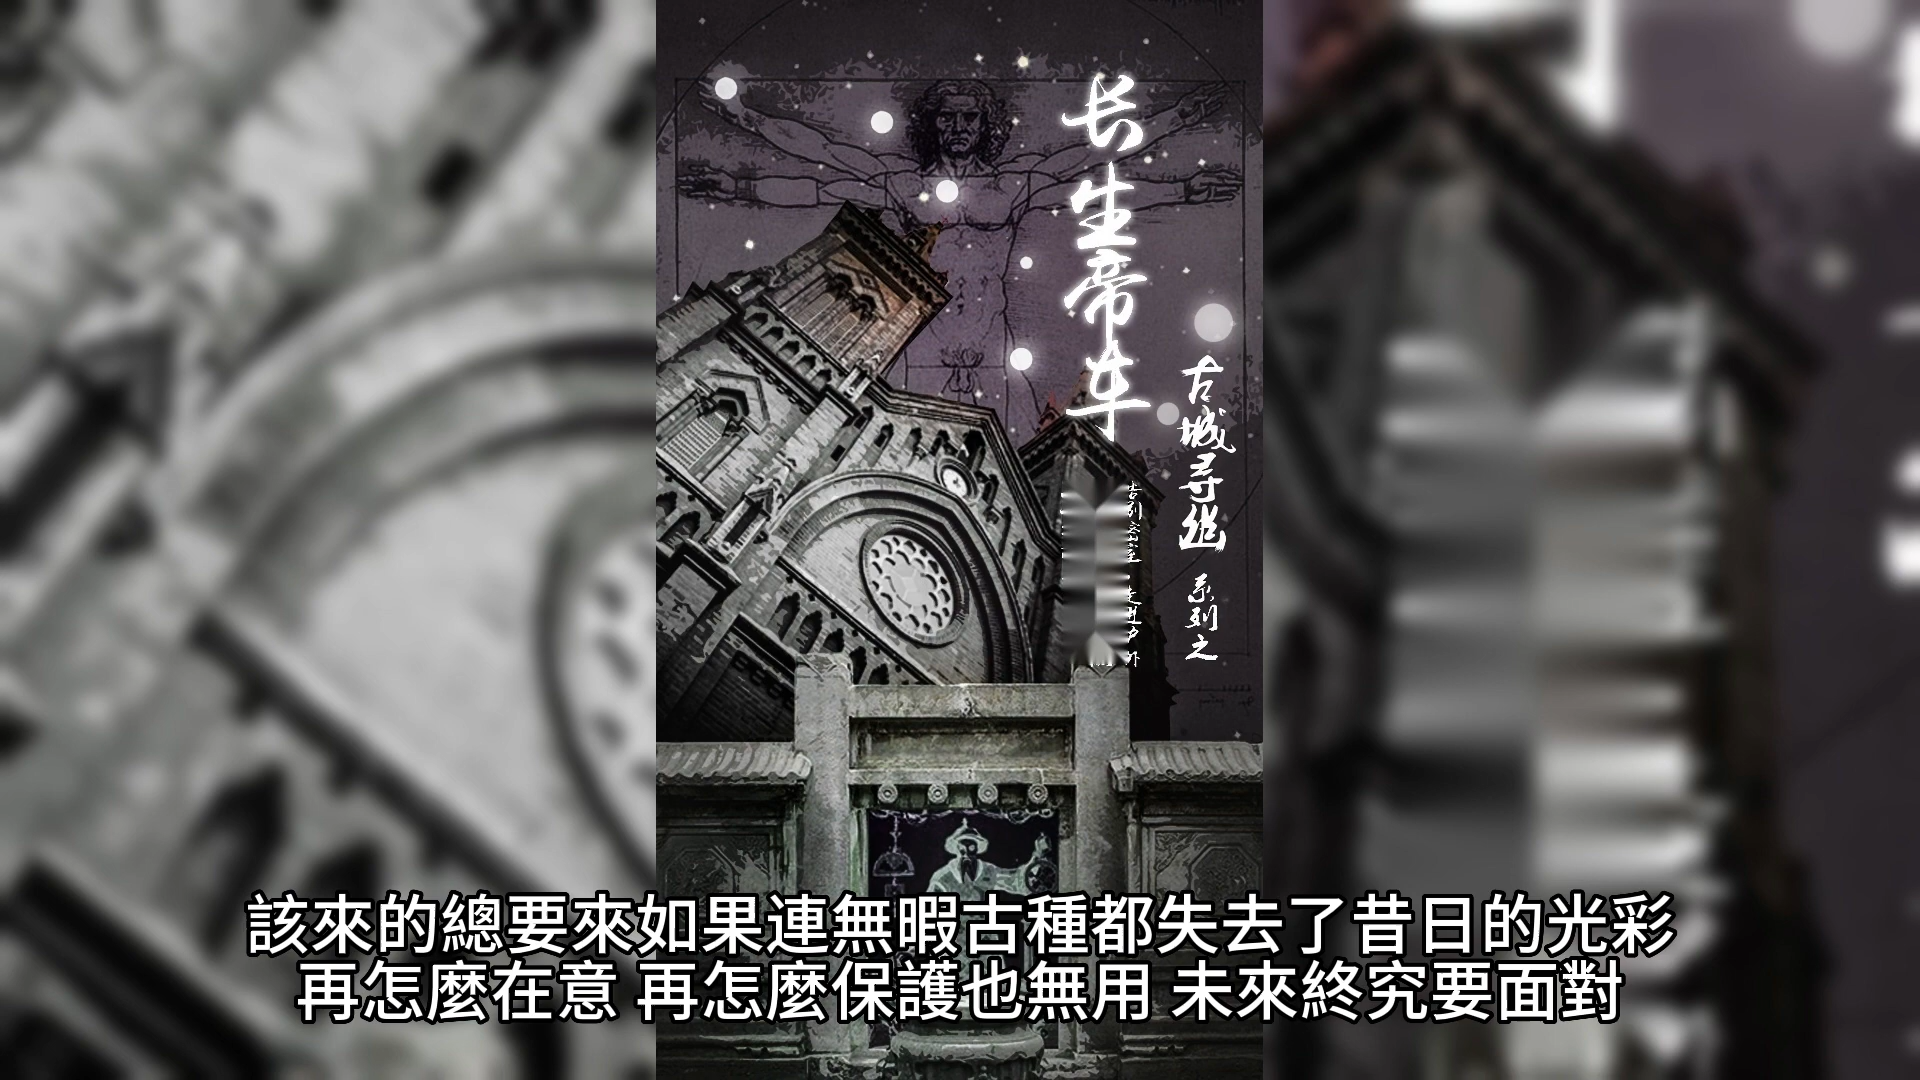 长生帝车
古城寻幽 系列之
該來的總要來如果連無暇古種都失去了昔日的光彩
再怎麼在意 再怎麼保護也無用 未來終究要面對